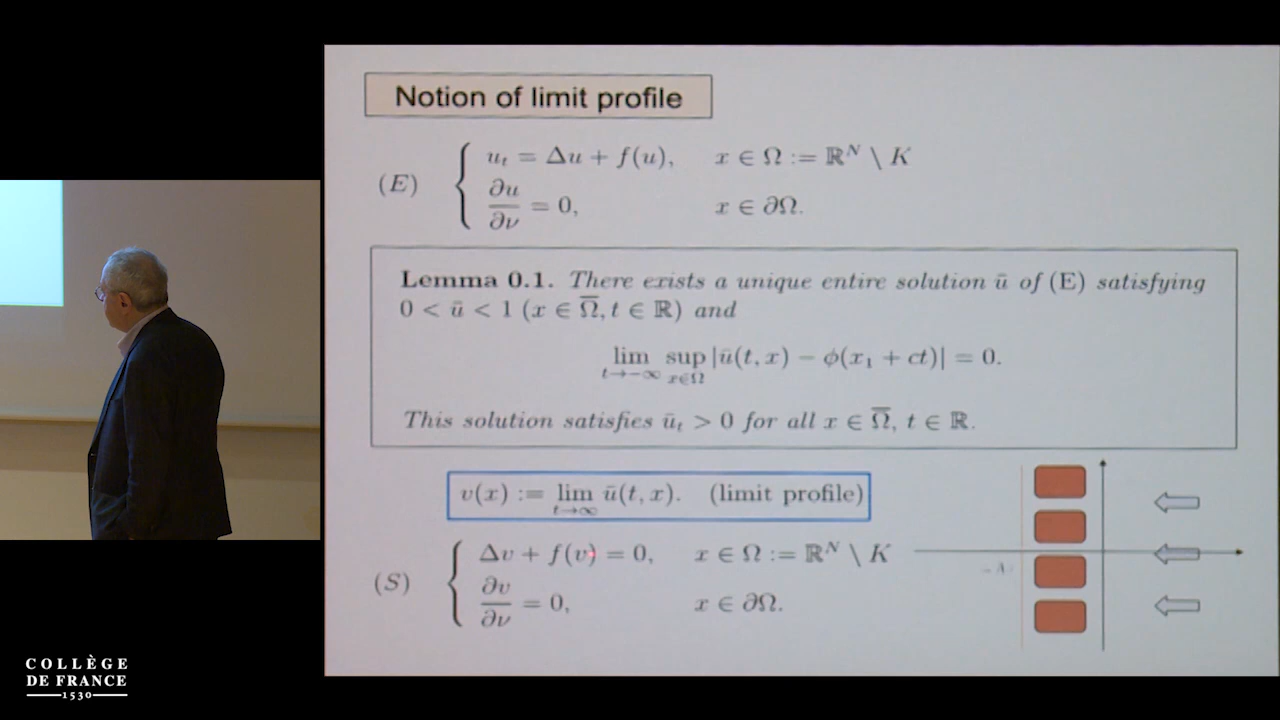 Notion of limit profile
(E) { u_t = Δu + f(u), x ∈ Ω := ℝ^N \ K
∂u/∂ν = 0, x ∈ ∂Ω.
Lemma 0.1. There exists a unique entire solution ū of (E) satisfying
0 < ū < 1 (x ∈ Ω̅, t ∈ ℝ) and
lim_{t→−∞} sup_{x∈Ω} |ū(t, x) − φ(x₁ + ct)| = 0.
This solution satisfies ū_t > 0 for all x ∈ Ω̅, t ∈ ℝ.
v(x) := lim_{t→∞} ū(t, x). (limit profile)
(S) { Δv + f(v) = 0, x ∈ Ω := ℝ^N \ K
∂v/∂ν = 0, x ∈ ∂Ω.
COLLÈGE
DE FRANCE
1530